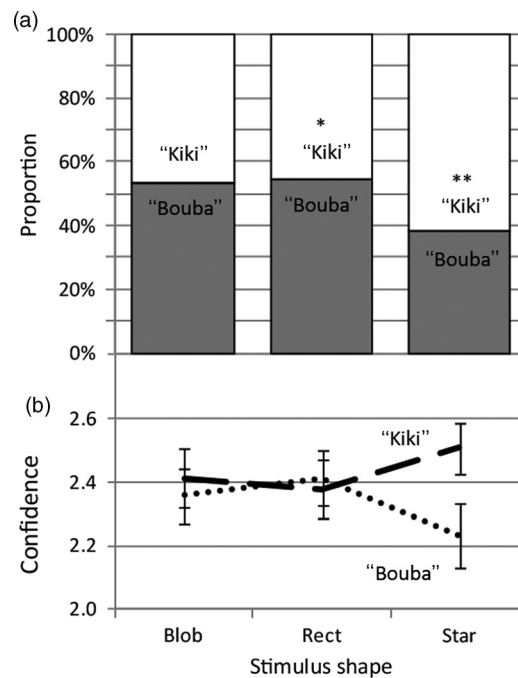 (a)
100%
80%
60%
40%
20%
0%
Proportion
“Kiki”
“Bouba”
*
“Kiki”
“Bouba”
**
“Kiki”
“Bouba”
(b)
2.6
2.4
2.2
2.0
Confidence
“Kiki”
“Bouba”
Blob Rect Star
Stimulus shape